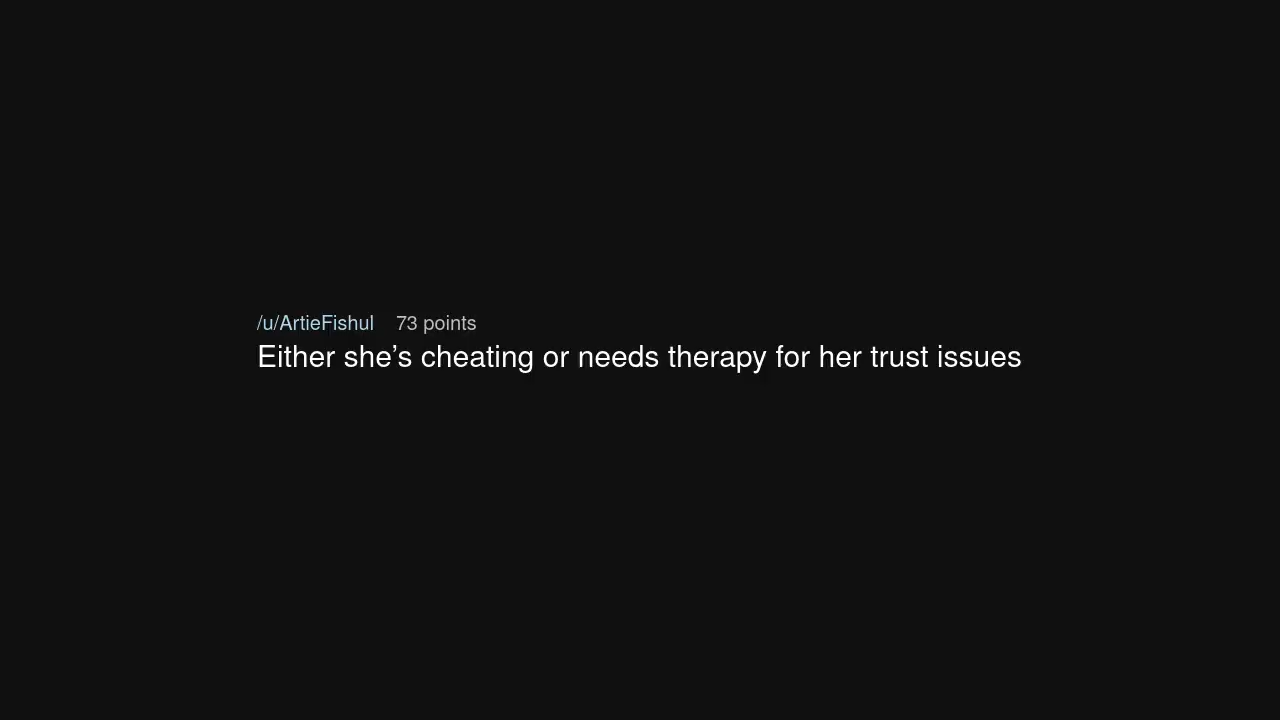 /u/ArtieFishul 73 points
Either she’s cheating or needs therapy for her trust issues